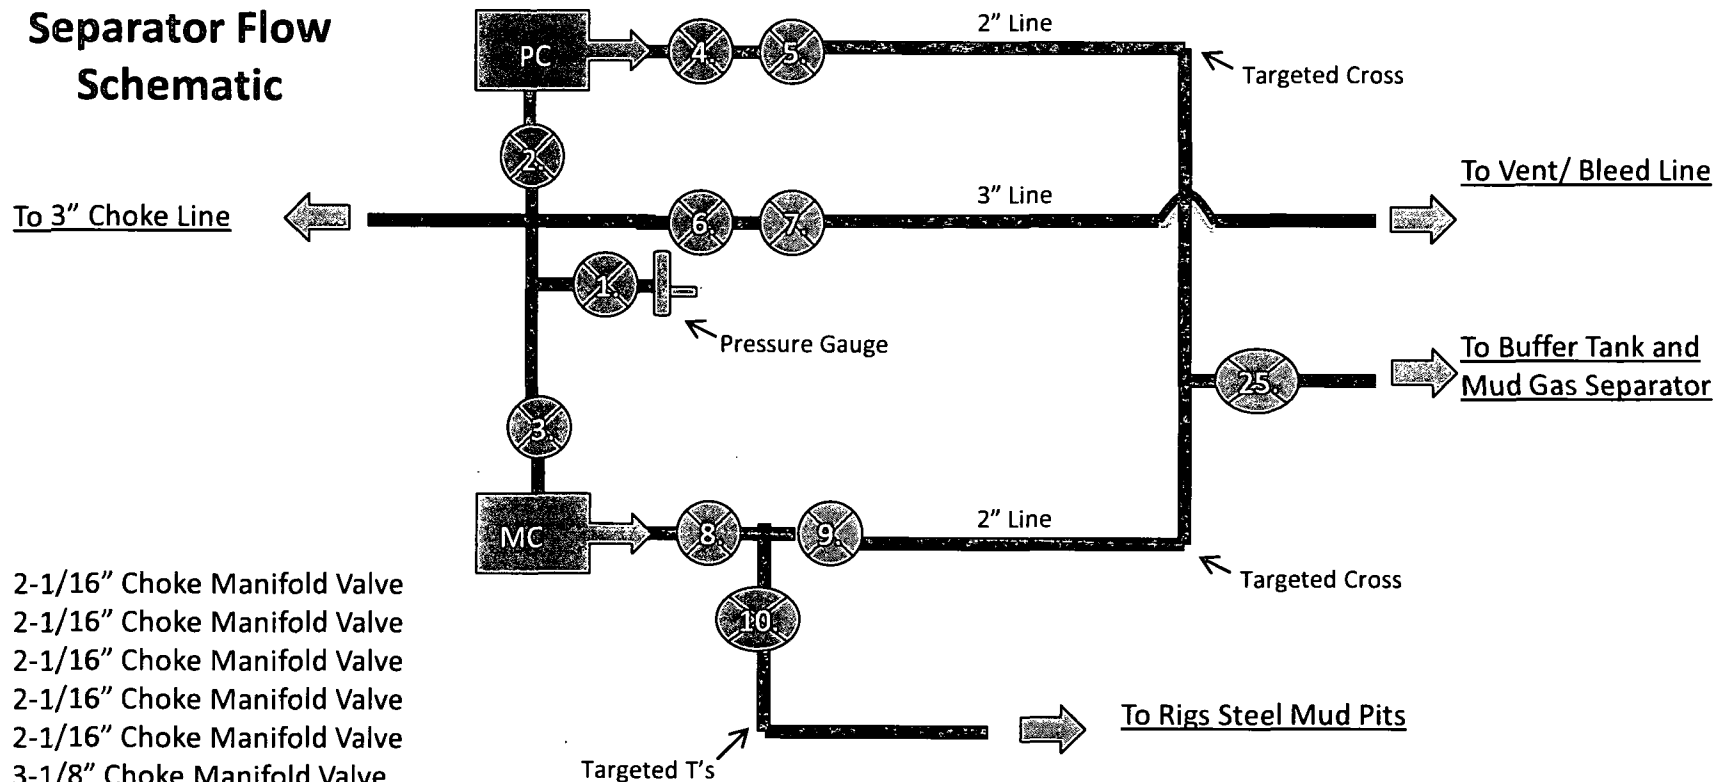 Separator Flow
Schematic
PC
4.
5.
2" Line
Targeted Cross
2.
To Vent/ Bleed Line
To 3" Choke Line
6.
7.
3" Line
1.
Pressure Gauge
To Buffer Tank and
Mud Gas Separator
25.
3.
MC
8.
9.
2" Line
Targeted Cross
10.
2-1/16" Choke Manifold Valve
2-1/16" Choke Manifold Valve
2-1/16" Choke Manifold Valve
2-1/16" Choke Manifold Valve
2-1/16" Choke Manifold Valve
3-1/8" Choke Manifold Valve
To Rigs Steel Mud Pits
Targeted T's